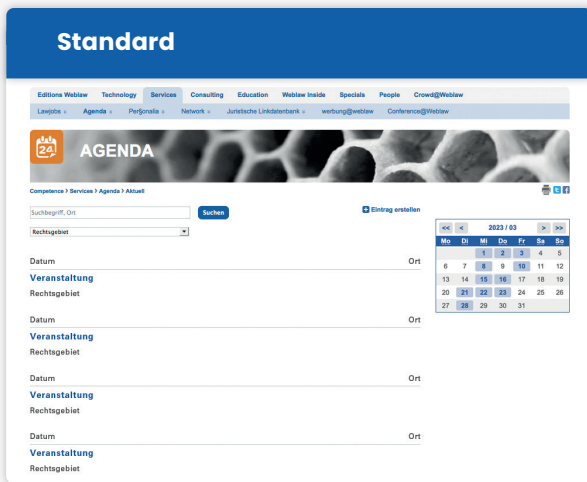 Standard
Editions Weblaw Technology Services Consulting Education Weblaw Inside Specials People Crowd@Weblaw
Lawjobs Agenda Per§onalia Network Juristische Linkdatenbank werbung@weblaw Conference@Weblaw
24
AGENDA
Competence > Services > Agenda > Aktuell
Suchbegriff, Ort Suchen Eintrag erstellen
Rechtsgebiet
<< < 2023 / 03 > >>
Mo Di Mi Do Fr Sa So
1 2 3 4 5
6 7 8 9 10 11 12
13 14 15 16 17 18 19
20 21 22 23 24 25 26
27 28 29 30 31
Datum Ort
Veranstaltung
Rechtsgebiet
Datum Ort
Veranstaltung
Rechtsgebiet
Datum Ort
Veranstaltung
Rechtsgebiet
Datum Ort
Veranstaltung
Rechtsgebiet